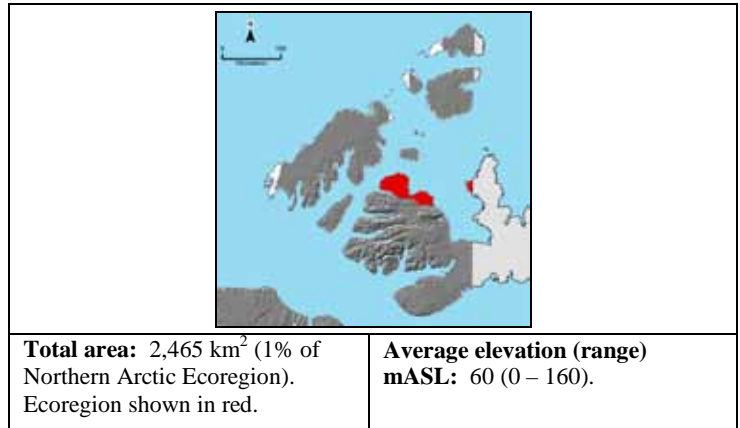 Total area: 2,465 km² (1% of
Northern Arctic Ecoregion).
Ecoregion shown in red.
Average elevation (range)
mASL: 60 (0 – 160).